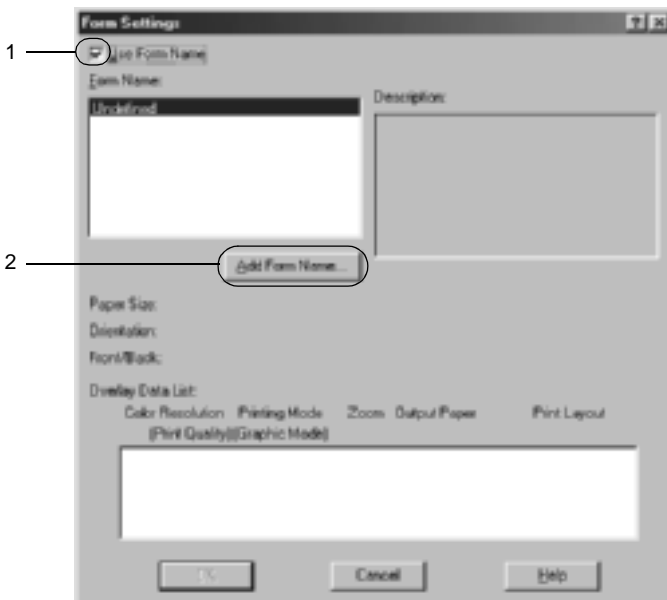 Form Settings
1
Use Form Name
Form Name:
Undefined
Description:
2
Add Form Name...
Paper Size:
Orientation:
Front/Back:
Overlay Data List:
Color Resolution Printing Mode Zoom Output Paper Print Layout
(Print Quality)(Graphic Mode)
OK Cancel Help